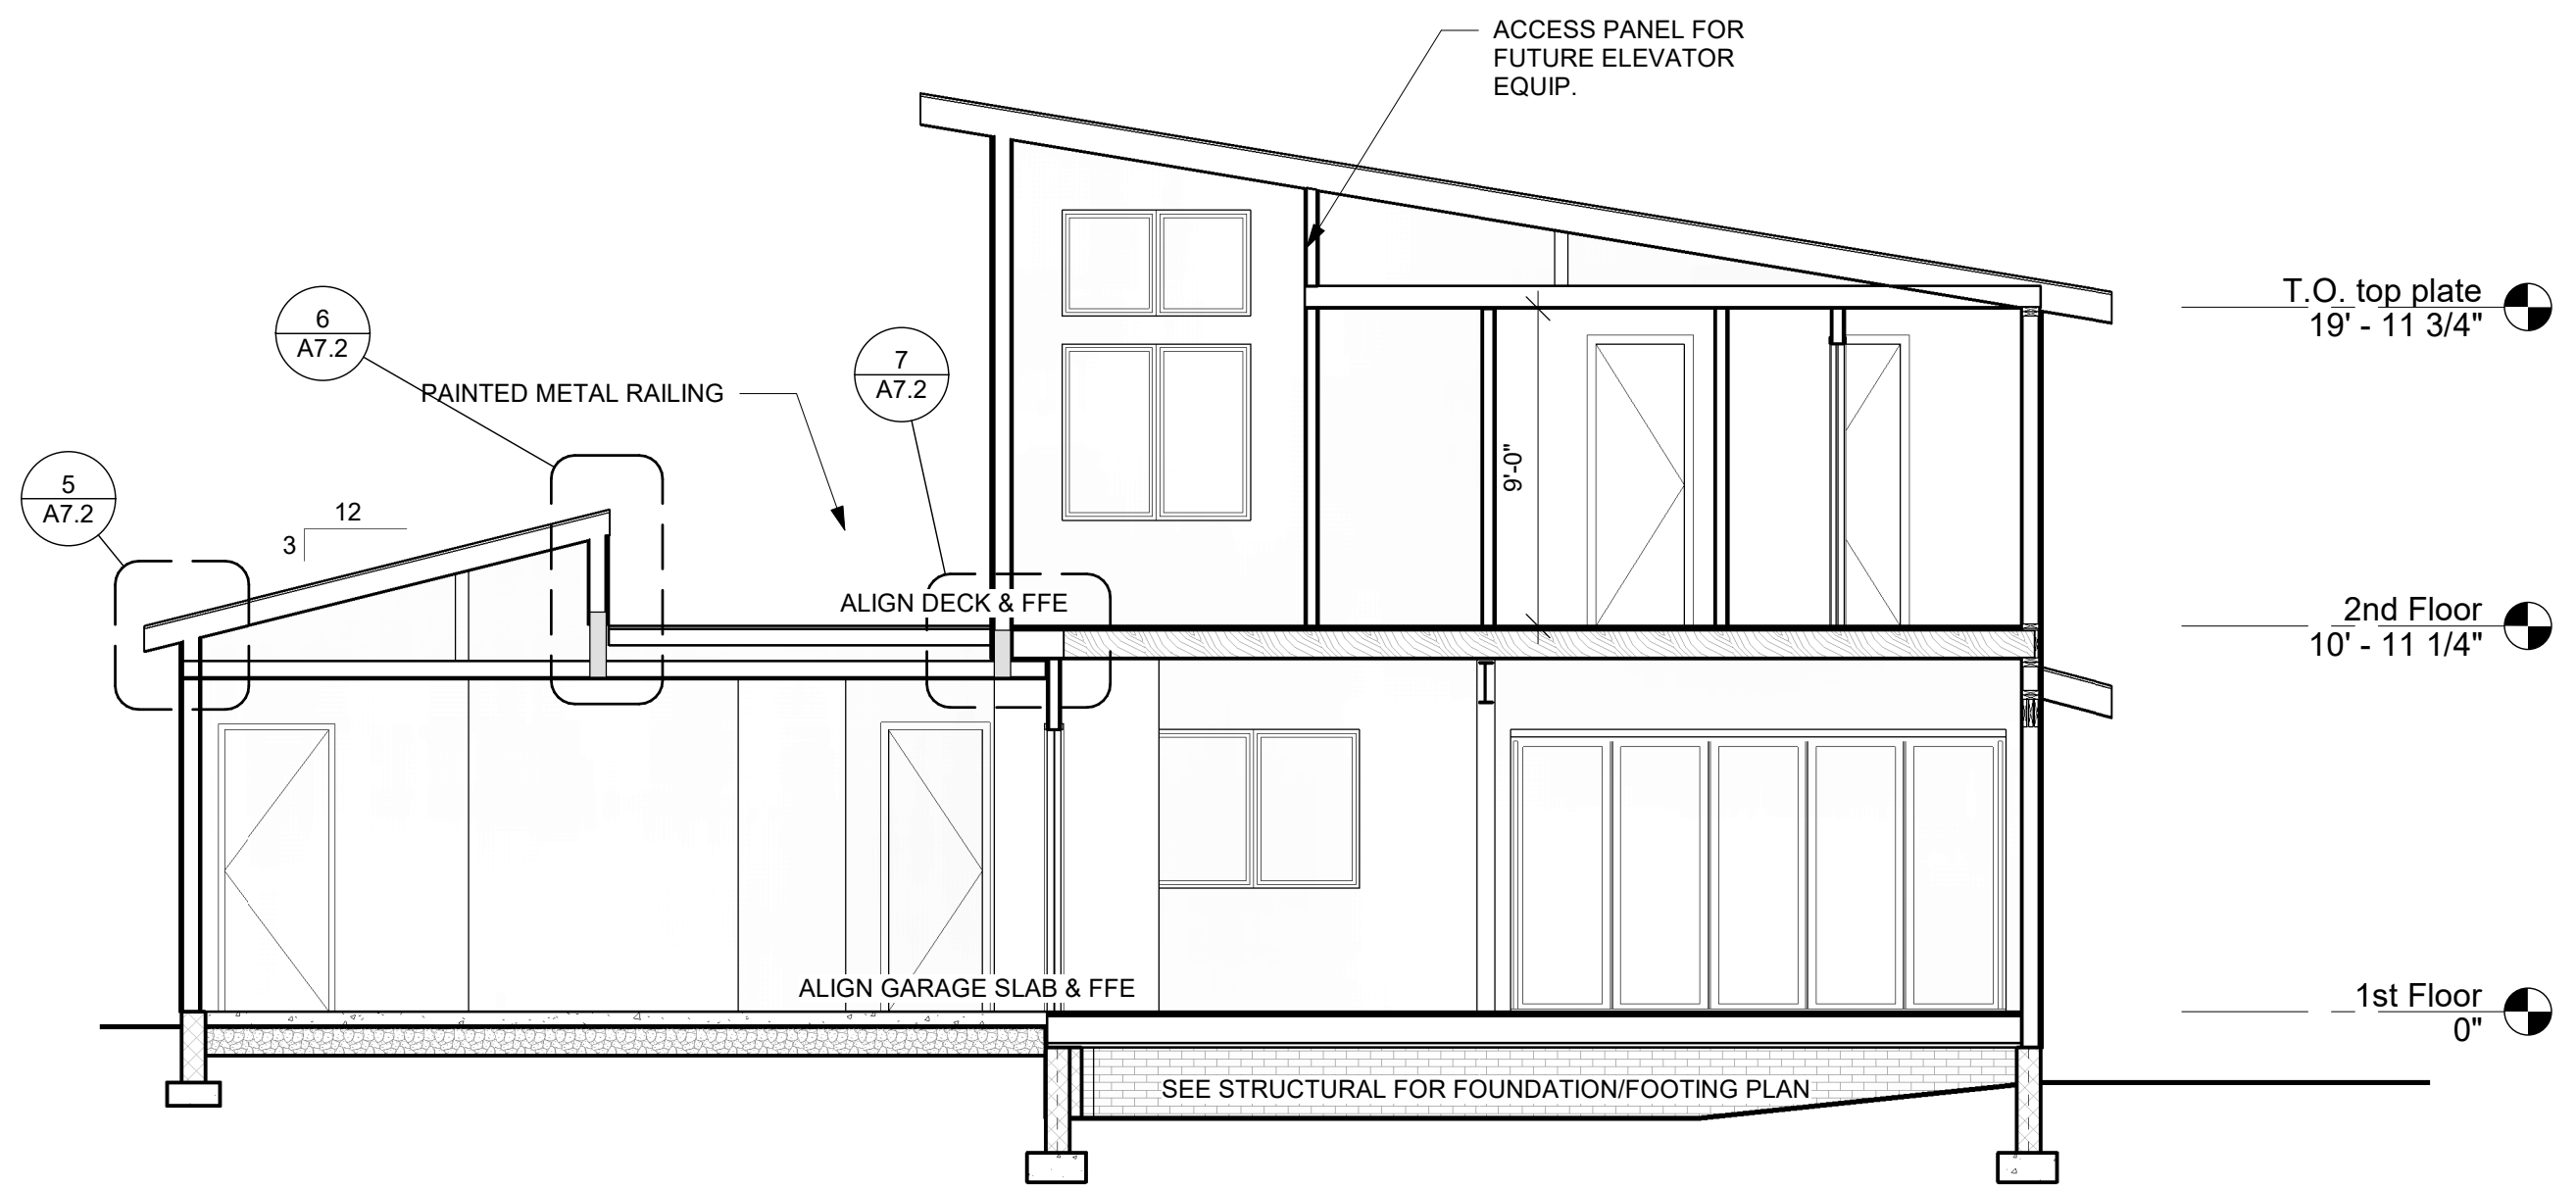 ACCESS PANEL FOR
FUTURE ELEVATOR
EQUIP.
T.O. top plate
19' - 11 3/4"
6
A7.2
7
A7.2
PAINTED METAL RAILING
5
A7.2
12
3
9'-0"
ALIGN DECK & FFE
2nd Floor
10' - 11 1/4"
ALIGN GARAGE SLAB & FFE
1st Floor
0"
SEE STRUCTURAL FOR FOUNDATION/FOOTING PLAN